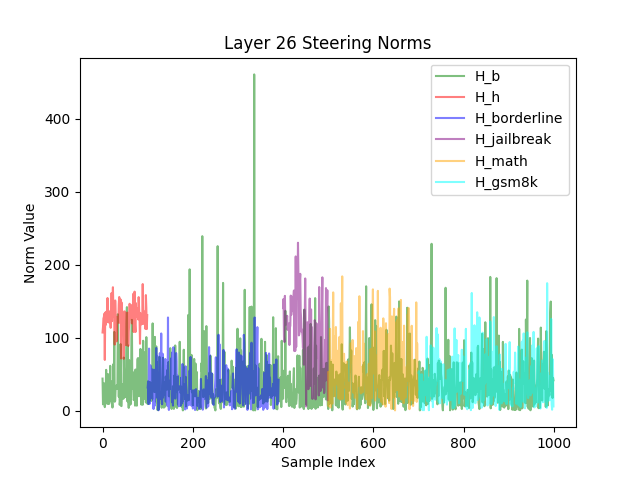 Layer 26 Steering Norms
H_b
H_h
H_borderline
H_jailbreak
H_math
H_gsm8k
Norm Value
400
300
200
100
0
0
200
400
600
800
1000
Sample Index